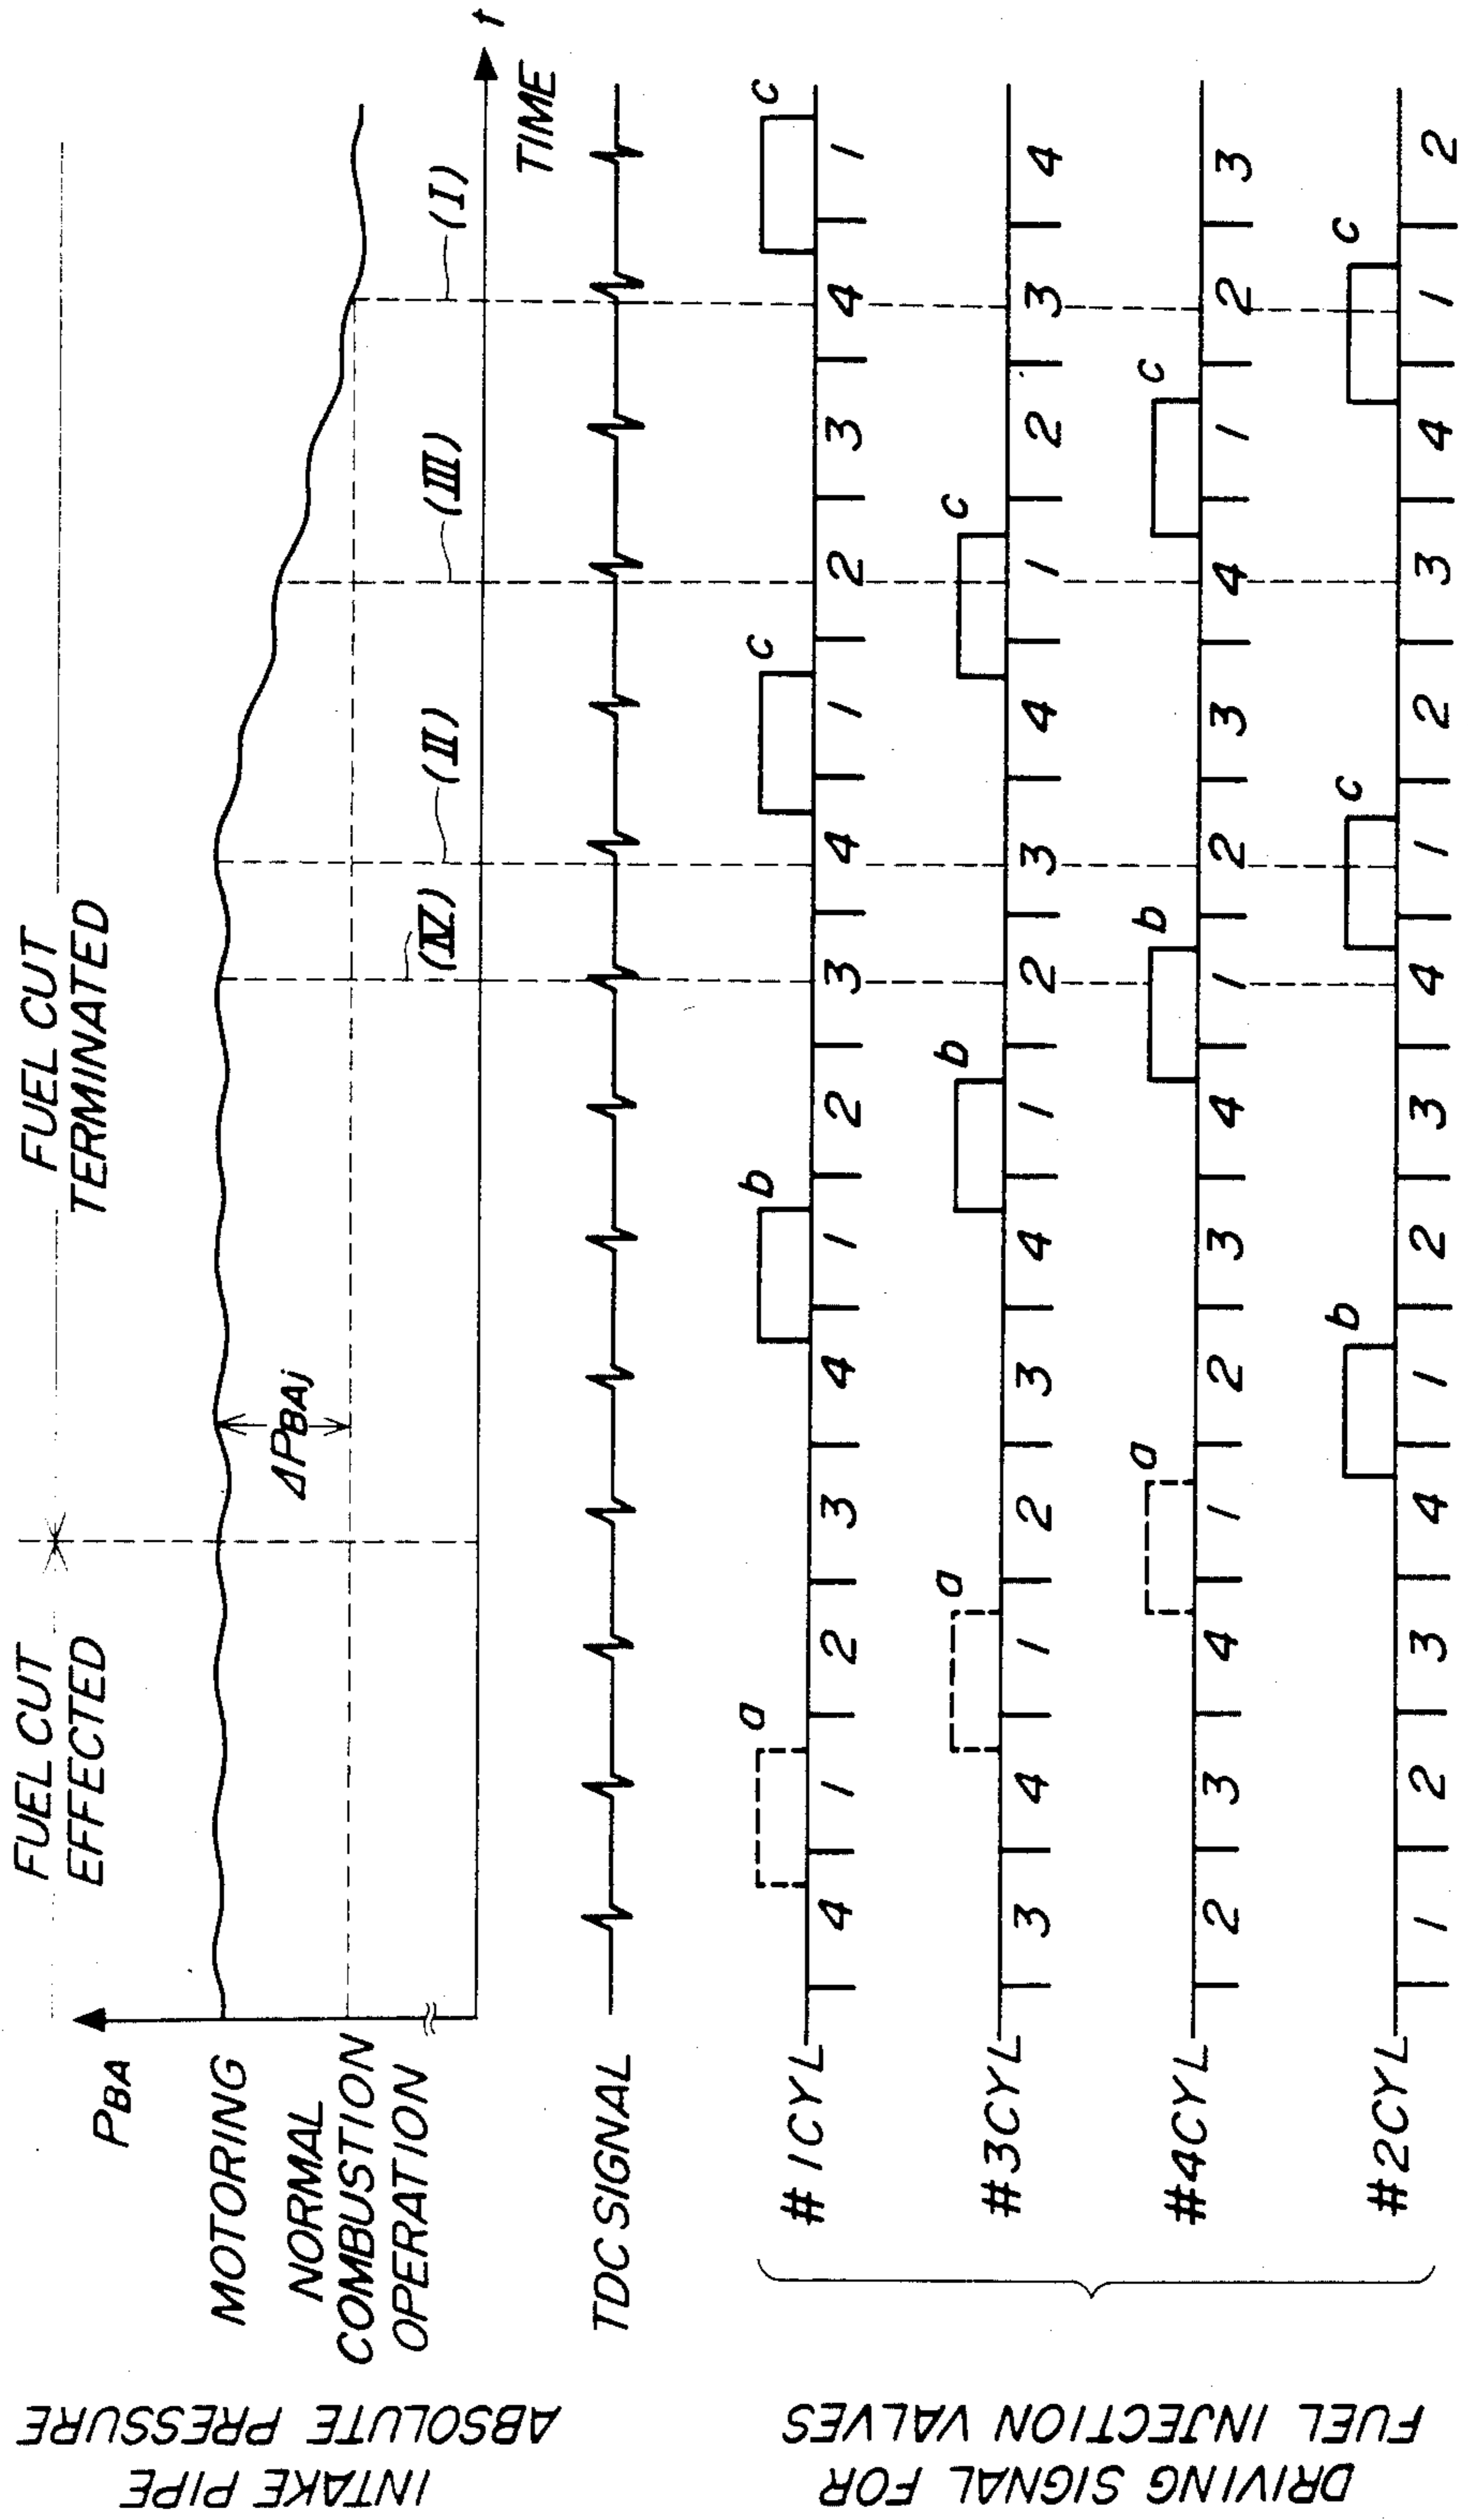 FUEL CUT
EFFECTED
FUEL CUT
TERMINATED
INTAKE PIPE
ABSOLUTE PRESSURE
PBA
MOTORING
NORMAL
COMBUSTION
OPERATION
ΔPBAj
(IV)
(II)
(III)
(I)
t
TIME
TDC SIGNAL
DRIVING SIGNAL FOR
FUEL INJECTION VALVES
a b c c
#1CYL 4 1 2 3 4 1 2 3 4 1 2 3 4 1
a b c
#3CYL 3 4 1 2 3 4 1 2 3 4 1 2 3 4
a b c
#4CYL 2 3 4 1 2 3 4 1 2 3 4 1 2 3
b c c
#2CYL 1 2 3 4 1 2 3 4 1 2 3 4 1 2